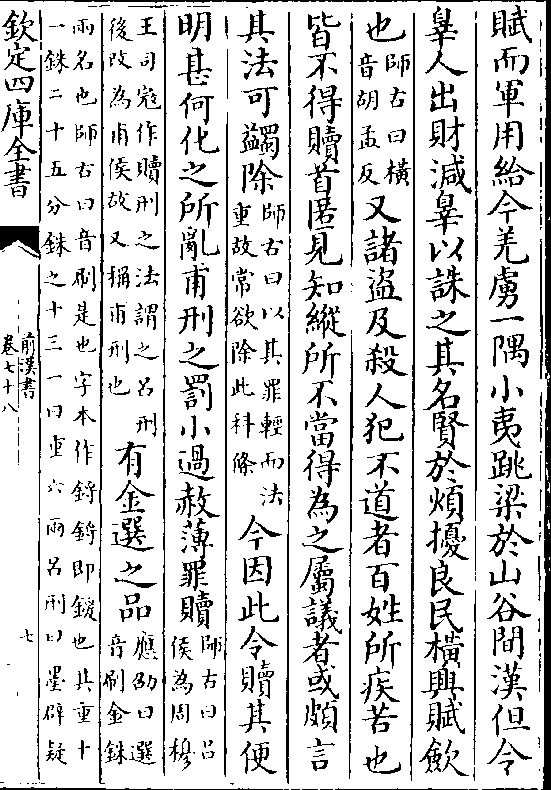 賦而軍用給今羌虜一隅小夷跳梁於山谷間漢但令
辠人出財減辠以誅之其名賢於煩擾良民橫興賦斂
也師古曰橫音胡孟反又諸盜及殺人犯不道者百姓所疾苦也
皆不得贖首匿見知縱所不當得為之屬議者或頗言
其法可蠲除師古曰以其罪輕而法重故常欲除此科條今因此令贖其便
明甚何化之所亂甫刑之罰小過赦薄罪贖師古曰吕侯為周穆
王司寇作贖刑之法謂之吕刑後改為甫侯故又稱甫刑也有金選之品應劭曰選音刷金銖
兩名也師古曰音刷是也字本作鋝鋝即鍰也其重十一銖二十五分銖之十三一曰重六兩吕刑曰墨辟疑
欽定四庫全書
前漢書
卷七十八
七